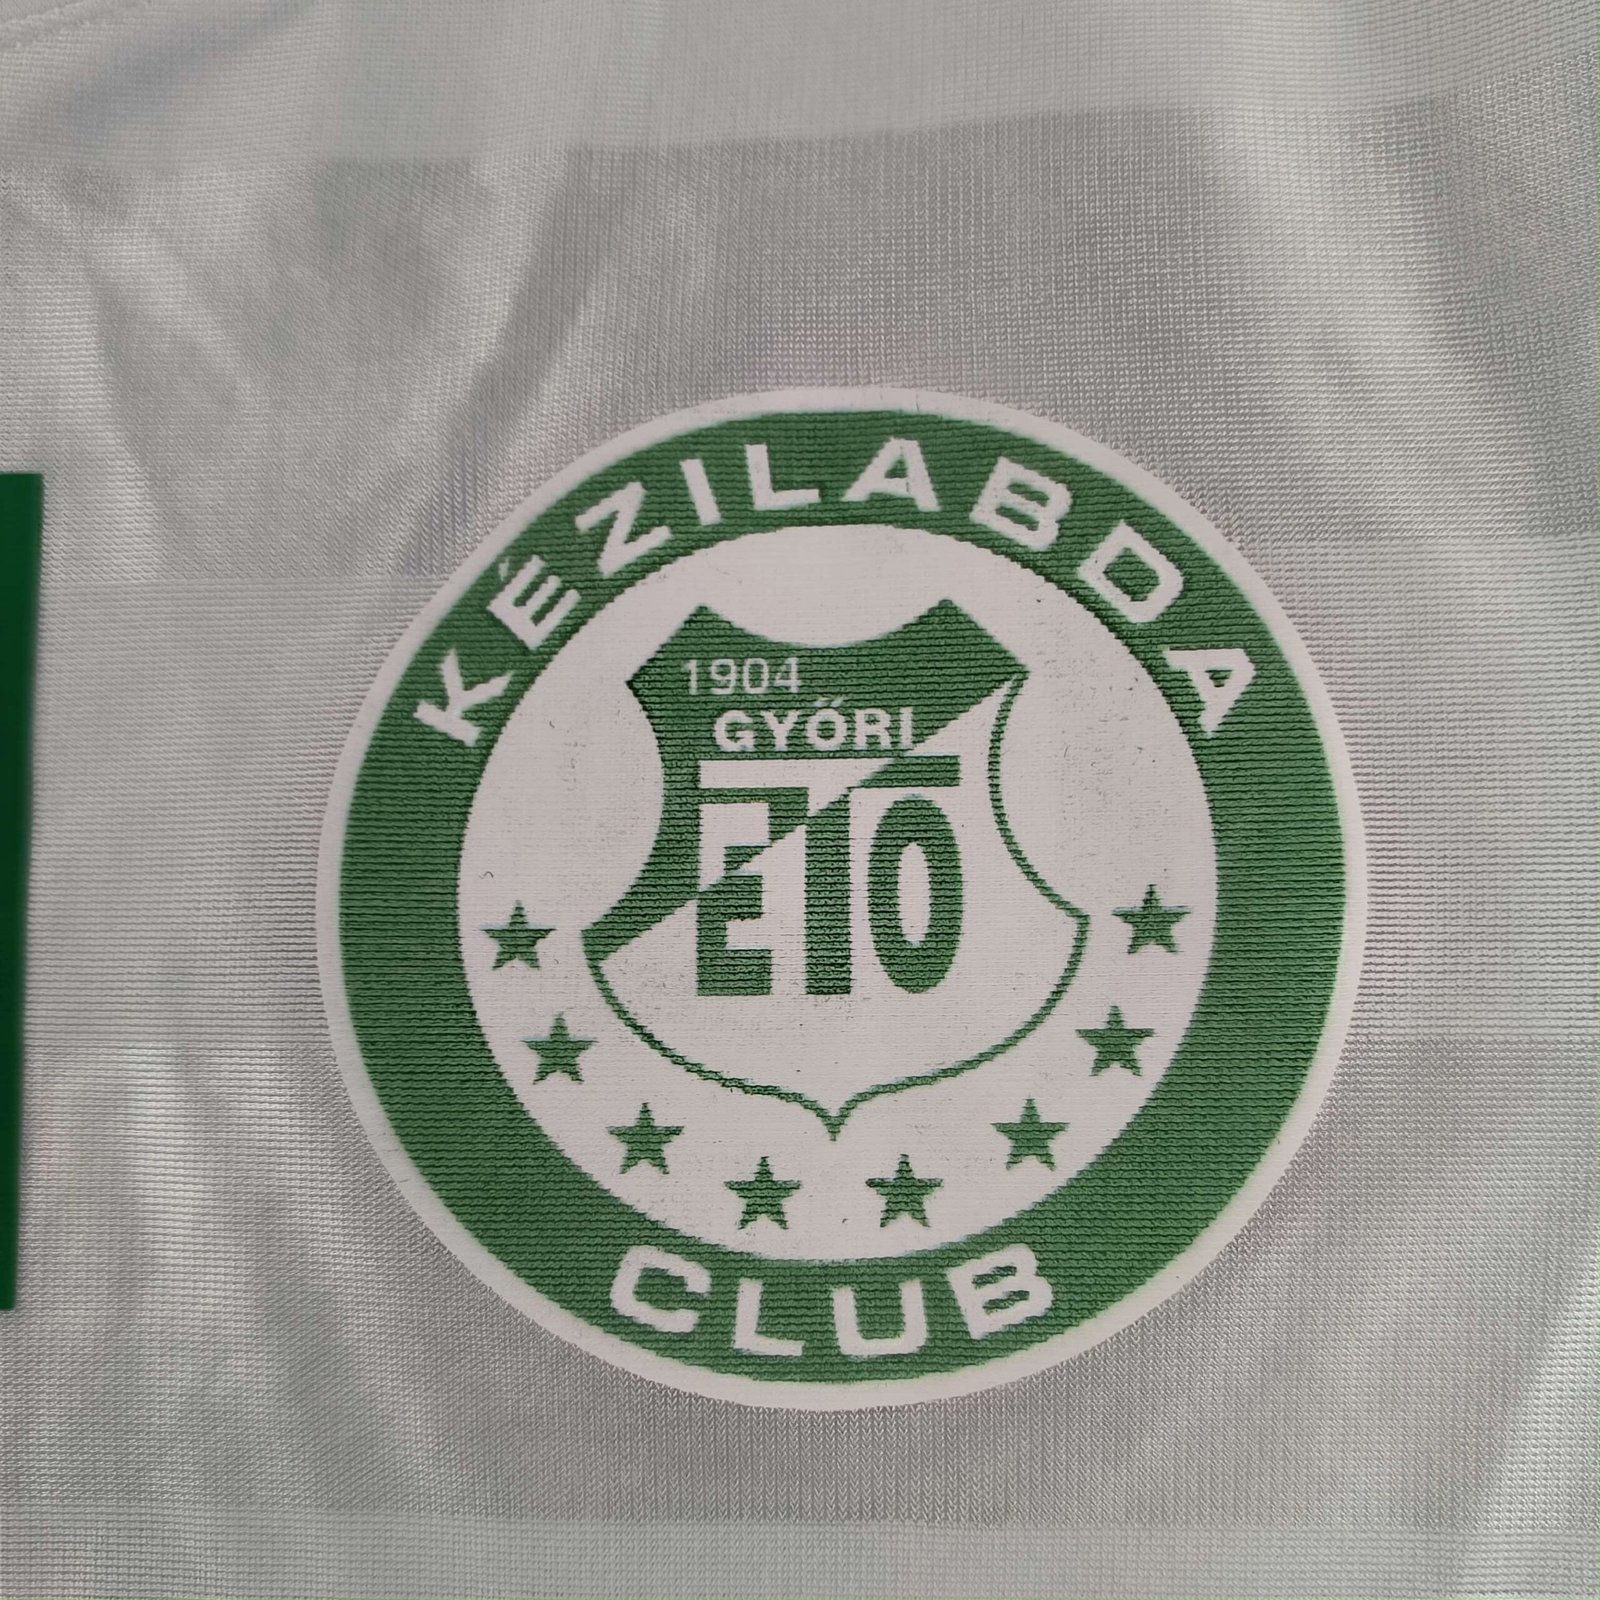 KÉZILABDA
1904
GYŐRI
ETO
CLUB